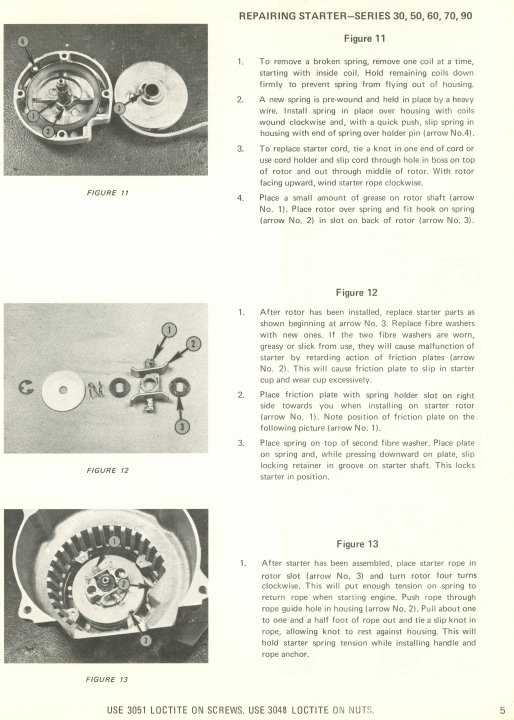 REPAIRING STARTER—SERIES 30, 50, 60, 70, 90
Figure 11
1. To remove a broken spring, remove one coil at a time,
starting with inside coil. Hold remaining coils down
firmly to prevent spring from flying out of housing.
2. A new spring is pre-wound and held in place by a heavy
wire. Install spring in place over housing with coils
wound clockwise and, with a quick push, slip spring in
housing with end of spring over holder pin (arrow No.4).
3. To replace starter cord, tie a knot in one end of cord or
use cord holder and slip cord through hole in boss on top
of rotor and out through middle of rotor. With rotor
facing upward, wind starter rope clockwise.
4. Place a small amount of grease on rotor shaft (arrow
No. 1). Place rotor over spring and fit hook on spring
(arrow No. 2) in slot on back of rotor (arrow No. 3).
4
1
2
3
FIGURE 11
Figure 12
1. After rotor has been installed, replace starter parts as
shown beginning at arrow No. 3. Replace fibre washers
with new ones. If the two fibre washers are worn,
greasy or slick from use, they will cause malfunction of
starter by retarding action of friction plates (arrow
No. 2). This will cause friction plate to slip in starter
cup and wear cup excessively.
2. Place friction plate with spring holder slot on right
side towards you when installing on starter rotor
(arrow No. 1). Note position of friction plate on the
following picture (arrow No. 1).
3. Place spring on top of second fibre washer. Place plate
on spring and, while pressing downward on plate, slip
locking retainer in groove on starter shaft. This locks
starter in position.
1
2
3
FIGURE 12
Figure 13
1. After starter has been assembled, place starter rope in
rotor slot (arrow No. 3) and turn rotor four turns
clockwise. This will put enough tension on spring to
return rope when starting engine. Push rope through
rope guide hole in housing (arrow No. 2). Pull about one
to one and a half foot of rope out and tie a slip knot in
rope, allowing knot to rest against housing. This will
hold starter spring tension while installing handle and
rope anchor.
1
2
3
FIGURE 13
USE 3051 LOCTITE ON SCREWS. USE 3048 LOCTITE ON NUTS.
5